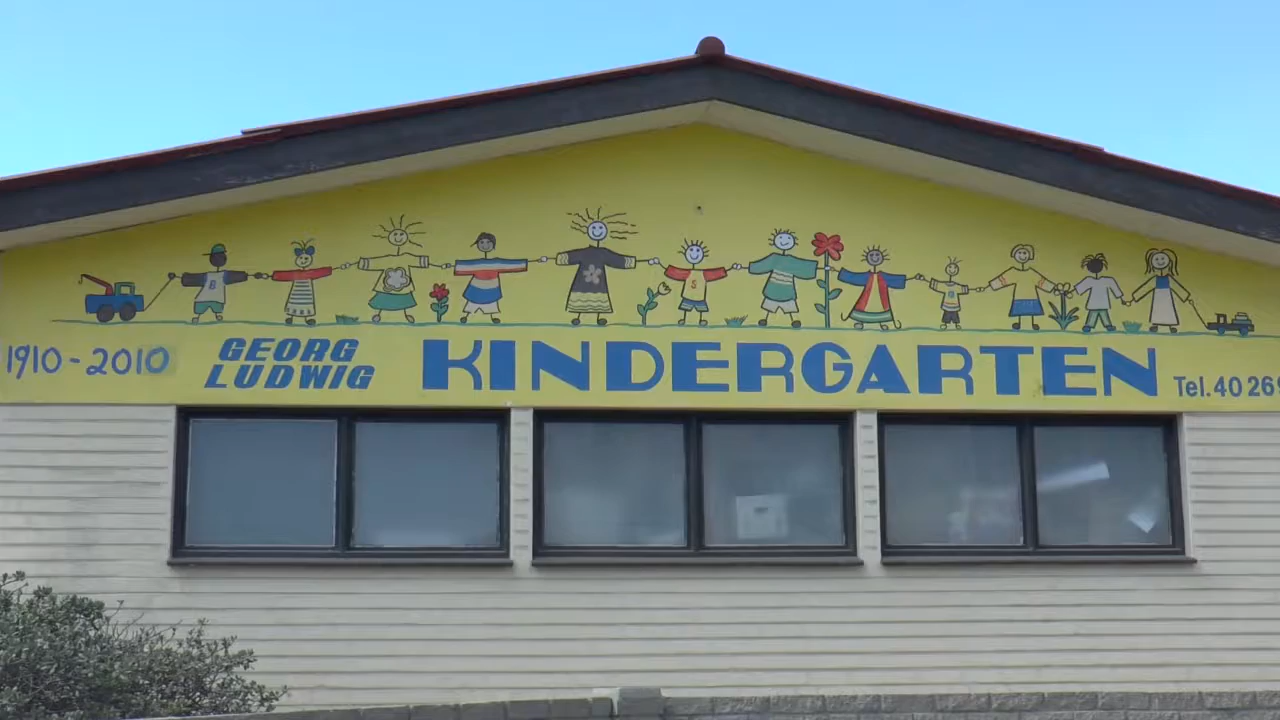 1910 - 2010
GEORG
LUDWIG
KINDERGARTEN
Tel. 40 26
B
S